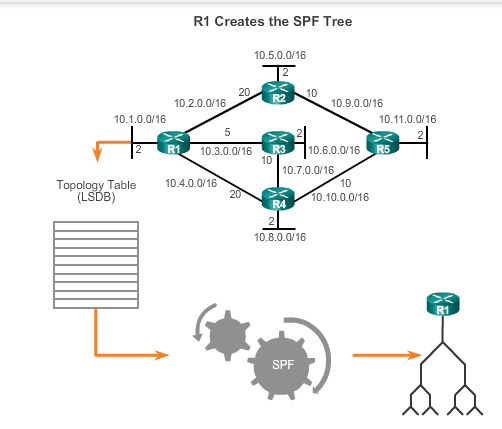 R1 Creates the SPF Tree
10.5.0.0/16
2
20
R2
10
10.2.0.0/16
10.9.0.0/16
10.1.0.0/16
10.11.0.0/16
5
2
2
2
R1
10.3.0.0/16
R3
10.6.0.0/16
R5
10
10.7.0.0/16
10.4.0.0/16
10
20
R4
10.10.0.0/16
2
10.8.0.0/16
Topology Table
(LSDB)
R1
SPF